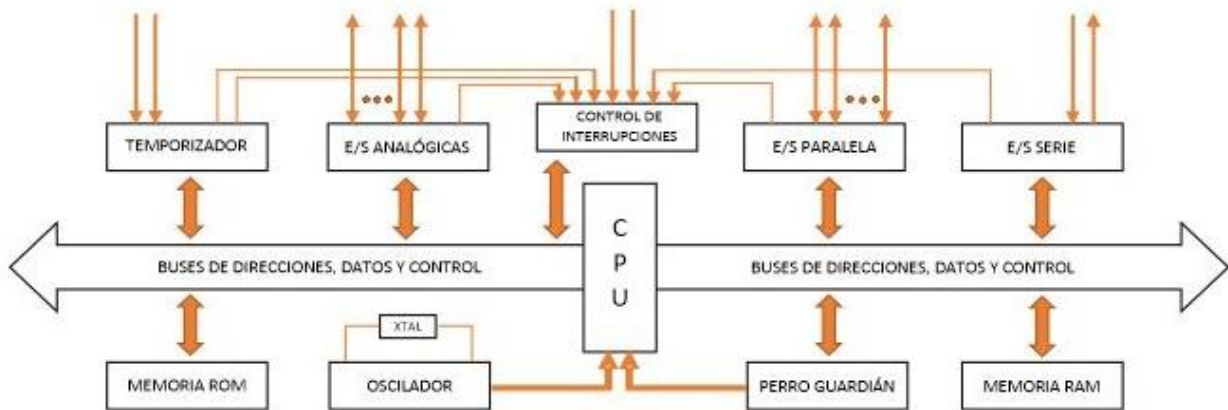 TEMPORIZADOR
E/S ANALÓGICAS
CONTROL DE
INTERRUPCIONES
E/S PARALELA
E/S SERIE
C
P
U
BUSES DE DIRECCIONES, DATOS Y CONTROL
BUSES DE DIRECCIONES, DATOS Y CONTROL
XTAL
MEMORIA ROM
OSCILADOR
PERRO GUARDIÁN
MEMORIA RAM